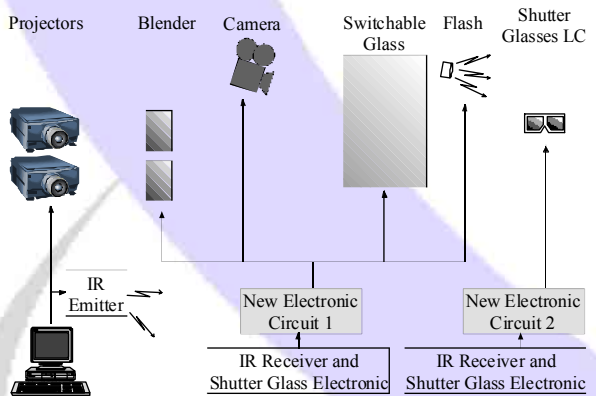 Projectors
Blender
Camera
Switchable
Glass
Flash
Shutter
Glasses LC
IR
Emitter
New Electronic
Circuit 1
New Electronic
Circuit 2
IR Receiver and
Shutter Glass Electronic
IR Receiver and
Shutter Glass Electronic